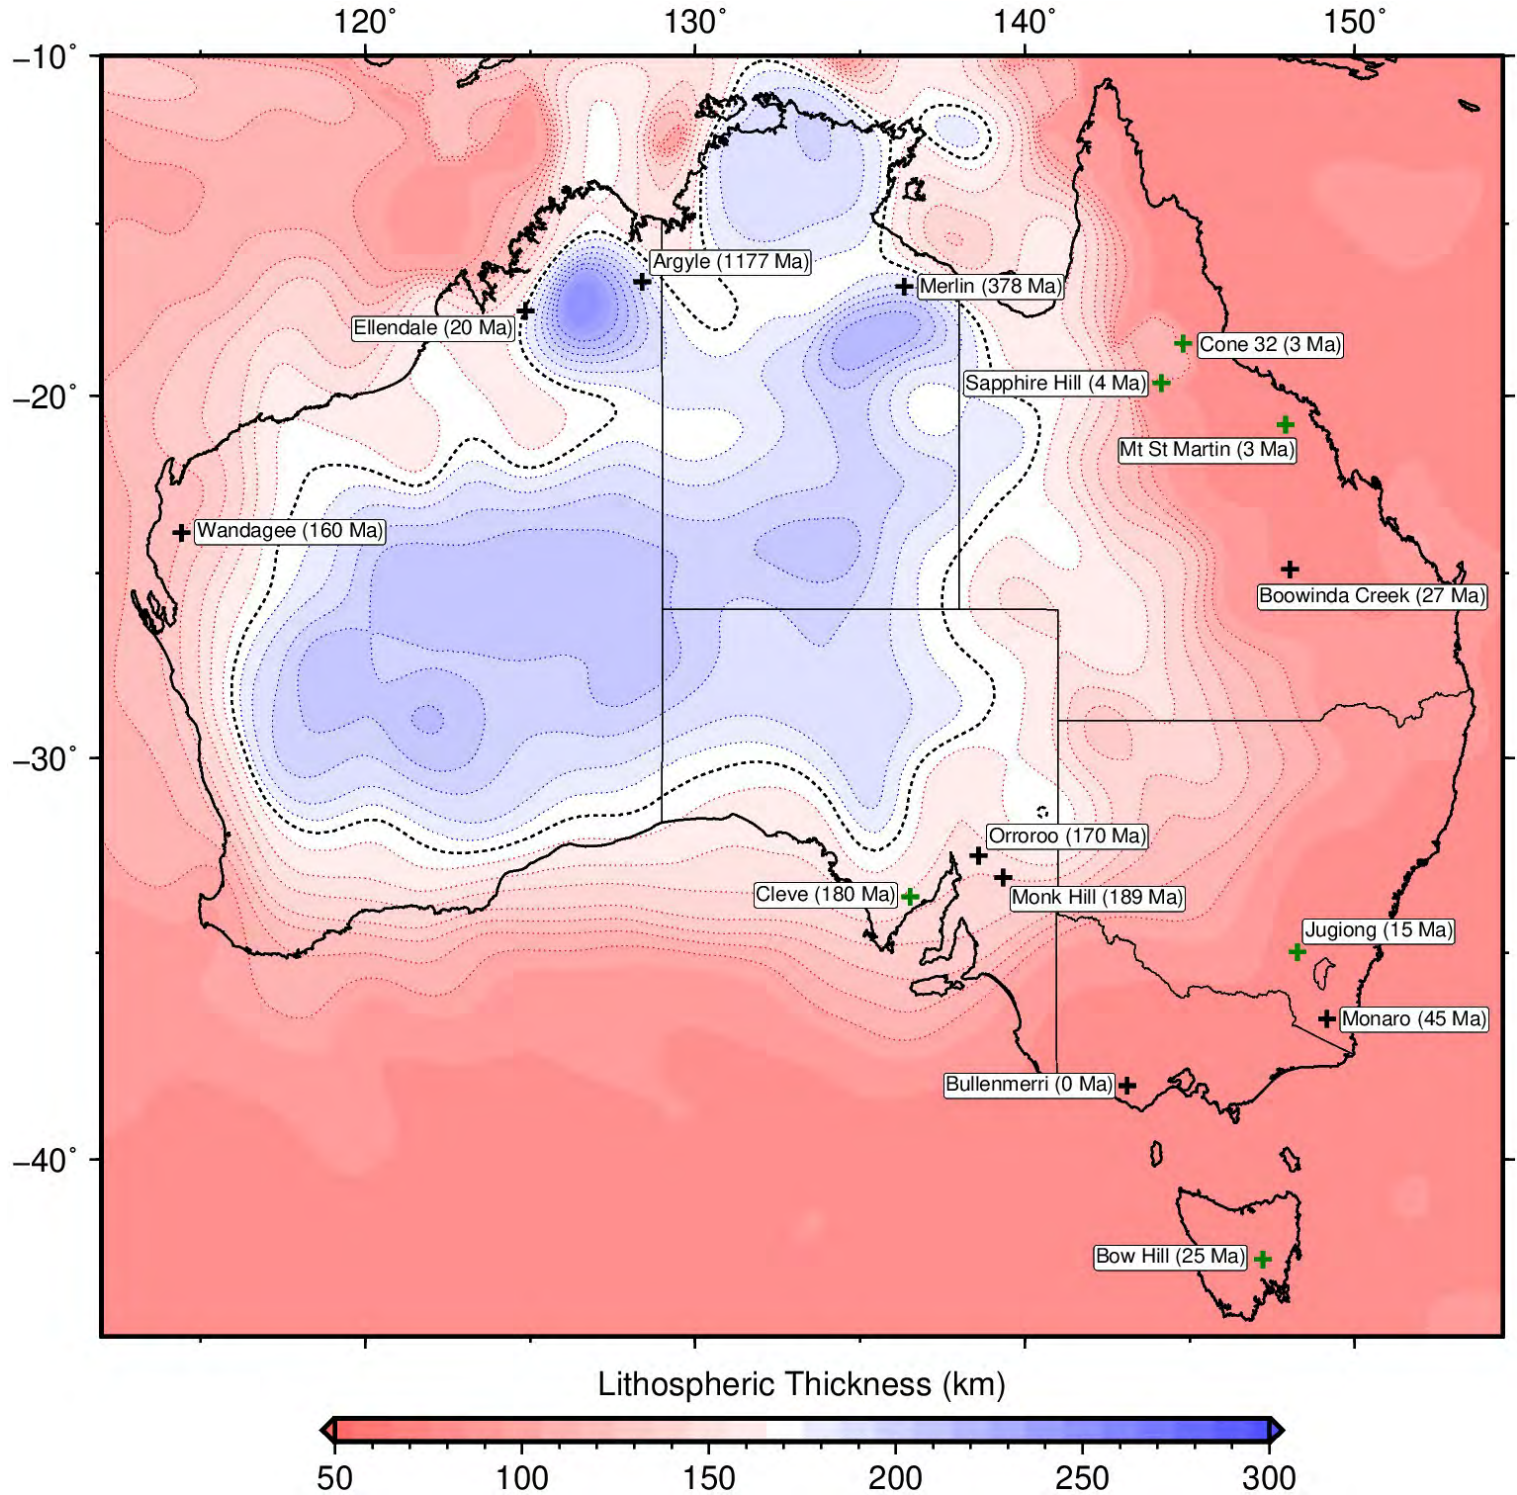 120° 130° 140° 150°
−10°
Argyle (1177 Ma)
Merlin (378 Ma)
Ellendale (20 Ma)
Cone 32 (3 Ma)
Sapphire Hill (4 Ma)
−20°
Mt St Martin (3 Ma)
Wandagee (160 Ma)
Boowinda Creek (27 Ma)
−30°
Orroroo (170 Ma)
Cleve (180 Ma)
Monk Hill (189 Ma)
Jugiong (15 Ma)
Monaro (45 Ma)
Bullenmerri (0 Ma)
−40°
Bow Hill (25 Ma)
Lithospheric Thickness (km)
50 100 150 200 250 300